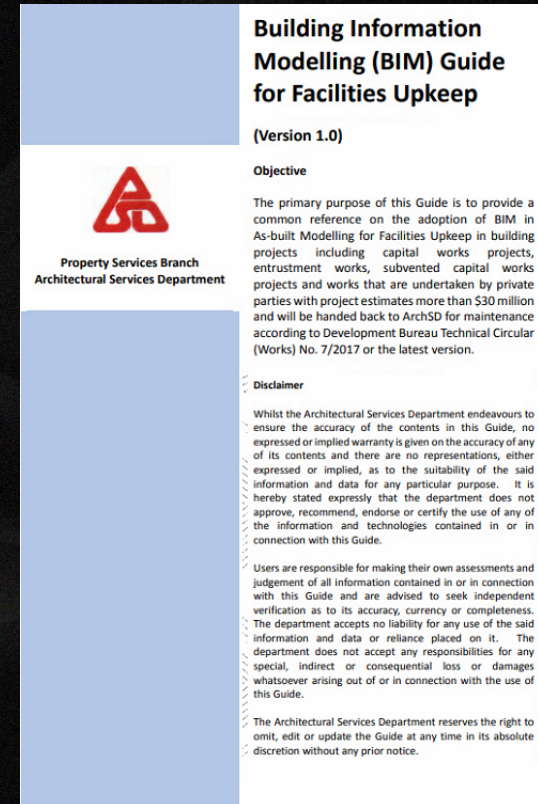 Building Information
Modelling (BIM) Guide
for Facilities Upkeep
(Version 1.0)
Objective
The primary purpose of this Guide is to provide a
common reference on the adoption of BIM in
As-built Modelling for Facilities Upkeep in building
projects including capital works projects,
entrustment works, subvented capital works
projects and works that are undertaken by private
parties with project estimates more than $30 million
and will be handed back to ArchSD for maintenance
according to Development Bureau Technical Circular
(Works) No. 7/2017 or the latest version.
Property Services Branch
Architectural Services Department
Disclaimer
Whilst the Architectural Services Department endeavours to
ensure the accuracy of the contents in this Guide, no
expressed or implied warranty is given on the accuracy of any
of its contents and there are no representations, either
expressed or implied, as to the suitability of the said
information and data for any particular purpose. It is
hereby stated expressly that the department does not
approve, recommend, endorse or certify the use of any of
the information and technologies contained in or in
connection with this Guide.
Users are responsible for making their own assessments and
judgement of all information contained in or in connection
with this Guide and are advised to seek independent
verification as to its accuracy, currency or completeness.
The department accepts no liability for any use of the said
information and data or reliance placed on it. The
department does not accept any responsibilities for any
special, indirect or consequential loss or damages
whatsoever arising out of or in connection with the use of
this Guide.
The Architectural Services Department reserves the right to
omit, edit or update the Guide at any time in its absolute
discretion without any prior notice.